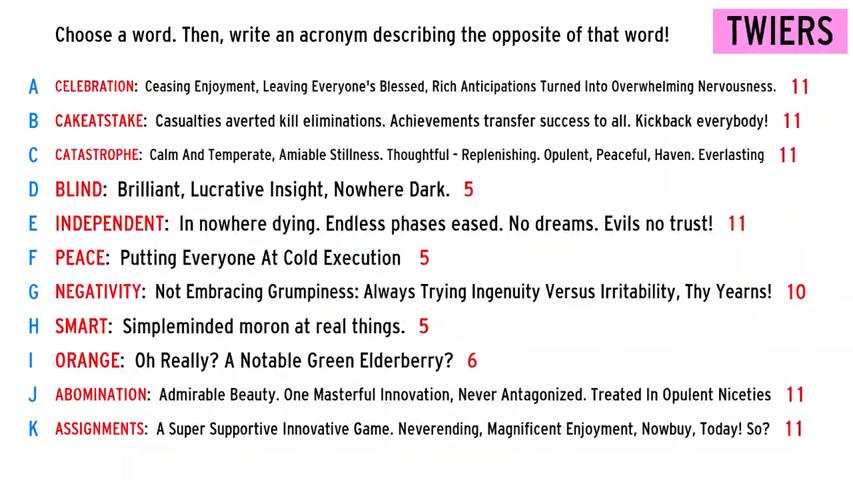 Choose a word. Then, write an acronym describing the opposite of that word! TWIERS
A CELEBRATION: Ceasing Enjoyment, Leaving Everyone's Blessed, Rich Anticipations Turned Into Overwhelming Nervousness. 11
B CAKEATSTAKE: Casualties averted kill eliminations. Achievements transfer success to all. Kickback everybody! 11
C CATASTROPHE: Calm And Temperate, Amiable Stillness. Thoughtful - Replenishing. Opulent, Peaceful, Haven. Everlasting 11
D BLIND: Brilliant, Lucrative Insight, Nowhere Dark. 5
E INDEPENDENT: In nowhere dying. Endless phases eased. No dreams. Evils no trust! 11
F PEACE: Putting Everyone At Cold Execution 5
G NEGATIVITY: Not Embracing Grumpiness: Always Trying Ingenuity Versus Irritability, Thy Yearns! 10
H SMART: Simpleminded moron at real things. 5
I ORANGE: Oh Really? A Notable Green Elderberry? 6
J ABOMINATION: Admirable Beauty. One Masterful Innovation, Never Antagonized. Treated In Opulent Niceties 11
K ASSIGNMENTS: A Super Supportive Innovative Game. Neverending, Magnificent Enjoyment, Nowbuy, Today! So? 11